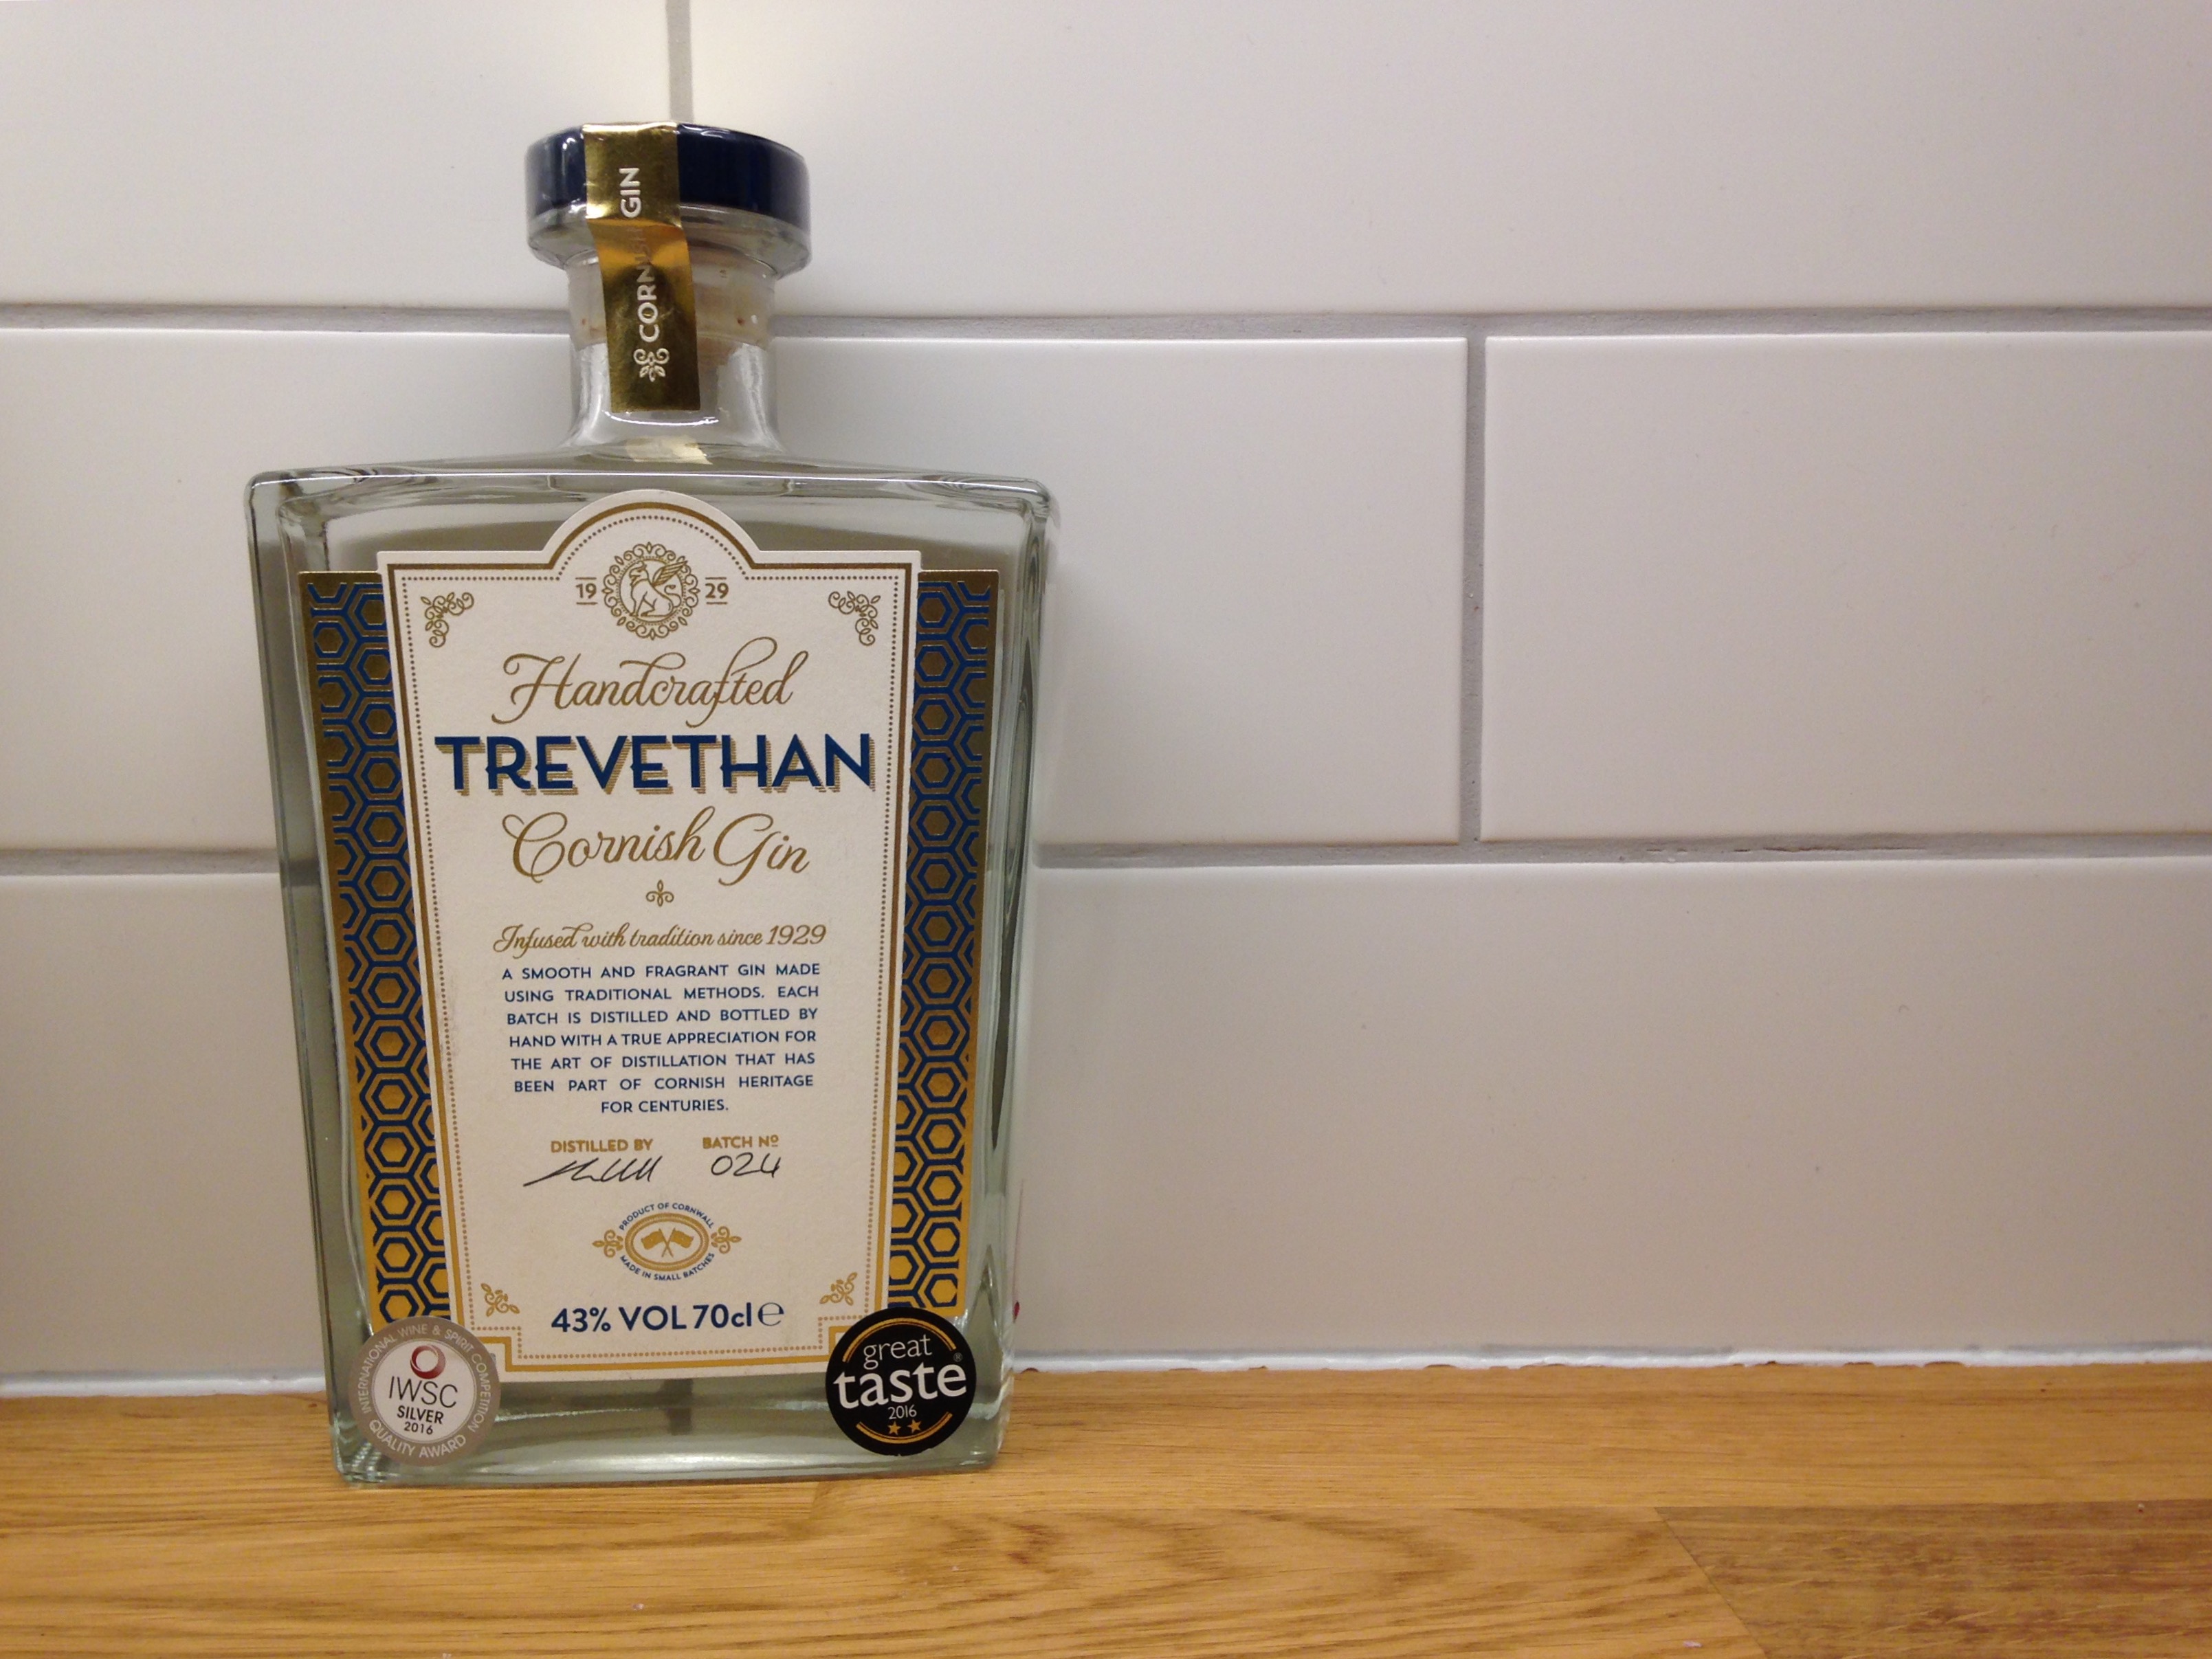 CORNISH GIN
19 29
Handcrafted
TREVETHAN
Cornish Gin
Infused with tradition since 1929
A SMOOTH AND FRAGRANT GIN MADE
USING TRADITIONAL METHODS. EACH
BATCH IS DISTILLED AND BOTTLED BY
HAND WITH A TRUE APPRECIATION FOR
THE ART OF DISTILLATION THAT HAS
BEEN PART OF CORNISH HERITAGE
FOR CENTURIES.
DISTILLED BY BATCH Nº
024
PRODUCT OF CORNWALL
MADE IN SMALL BATCHES
43% VOL 70cl ℮
INTERNATIONAL WINE & SPIRIT COMPETITION
IWSC
SILVER
2016
QUALITY AWARD
great
taste®
2016